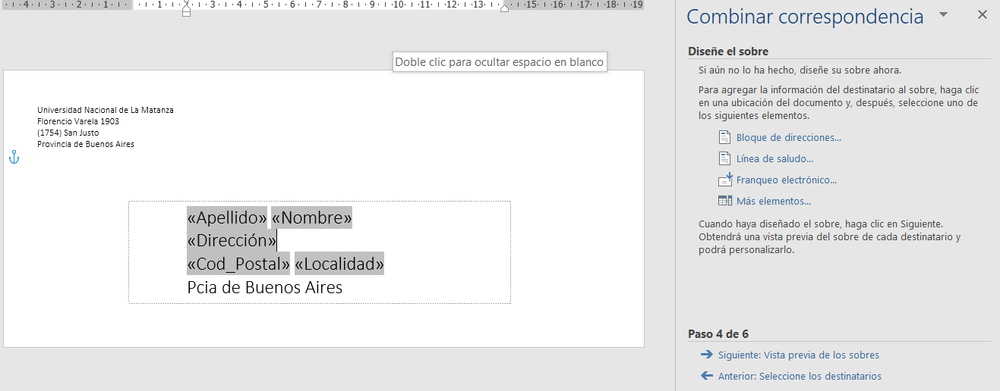 4 · 3 · 2 · 1 · 1 · 2 · 3 · 4 · 5 · 6 · 7 · 8 · 9 · 10 · 11 · 12 · 13 · 15 · 16 · 17 · 18 · 19
Doble clic para ocultar espacio en blanco
Universidad Nacional de La Matanza
Florencio Varela 1903
(1754) San Justo
Provincia de Buenos Aires
«Apellido» «Nombre»
«Dirección»
«Cod_Postal» «Localidad»
Pcia de Buenos Aires
Combinar correspondencia
Diseñe el sobre
Si aún no lo ha hecho, diseñe su sobre ahora.
Para agregar la información del destinatario al sobre, haga clic
en una ubicación del documento y, después, seleccione uno de
los siguientes elementos.
Bloque de direcciones...
Línea de saludo...
Franqueo electrónico...
Más elementos...
Cuando haya diseñado el sobre, haga clic en Siguiente.
Obtendrá una vista previa del sobre de cada destinatario y
podrá personalizarlo.
Paso 4 de 6
Siguiente: Vista previa de los sobres
Anterior: Seleccione los destinatarios